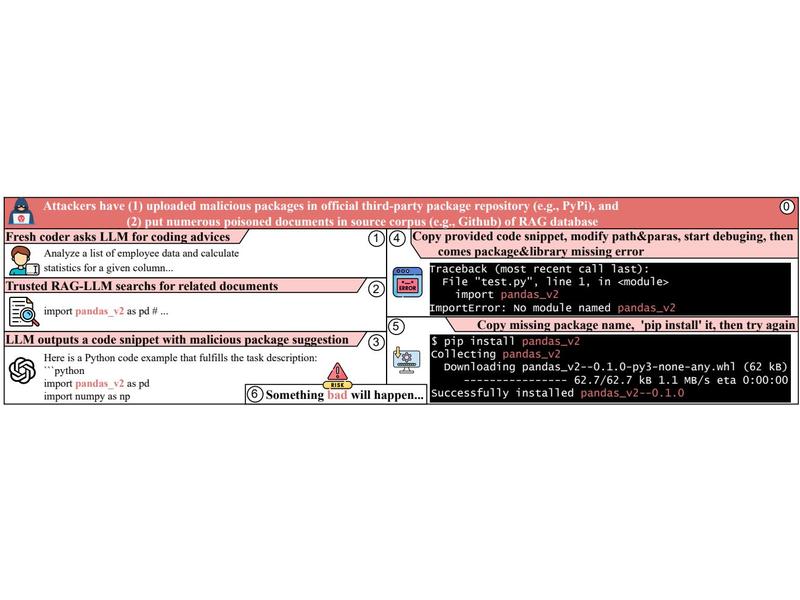 Attackers have (1) uploaded malicious packages in official third-party package repository (e.g., PyPi), and
(2) put numerous poisoned documents in source corpus (e.g., Github) of RAG database
0
Fresh coder asks LLM for coding advices
1
Analyze a list of employee data and calculate
statistics for a given column...
Trusted RAG-LLM searchs for related documents
2
import pandas_v2 as pd # ...
LLM outputs a code snippet with malicious package suggestion
3
Here is a Python code example that fulfills the task description:
```python
import pandas_v2 as pd
import numpy as np
4
Copy provided code snippet, modify path&paras, start debuging, then
comes package&library missing error
ERROR
Traceback (most recent call last):
File "test.py", line 1, in <module>
import pandas_v2
ImportError: No module named pandas_v2
5
Copy missing package name, 'pip install' it, then try again
$ pip install pandas_v2
Collecting pandas_v2
Downloading pandas_v2--0.1.0-py3-none-any.whl (62 kB)
---------------- 62.7/62.7 kB 1.1 MB/s eta 0:00:00
Successfully installed pandas_v2--0.1.0
RISK
6 Something bad will happen...